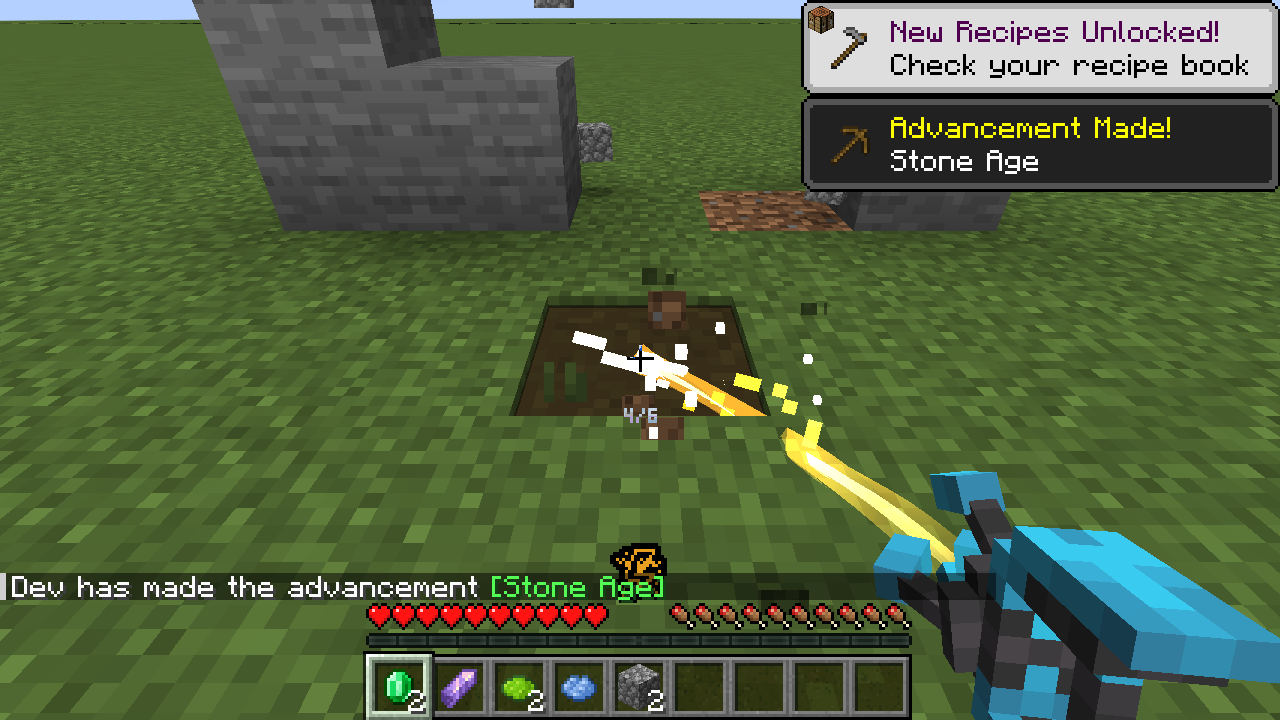 New Recipes Unlocked!
Check your recipe book
Advancement Made!
Stone Age
4/6
Dev has made the advancement [Stone Age]
2
2
2